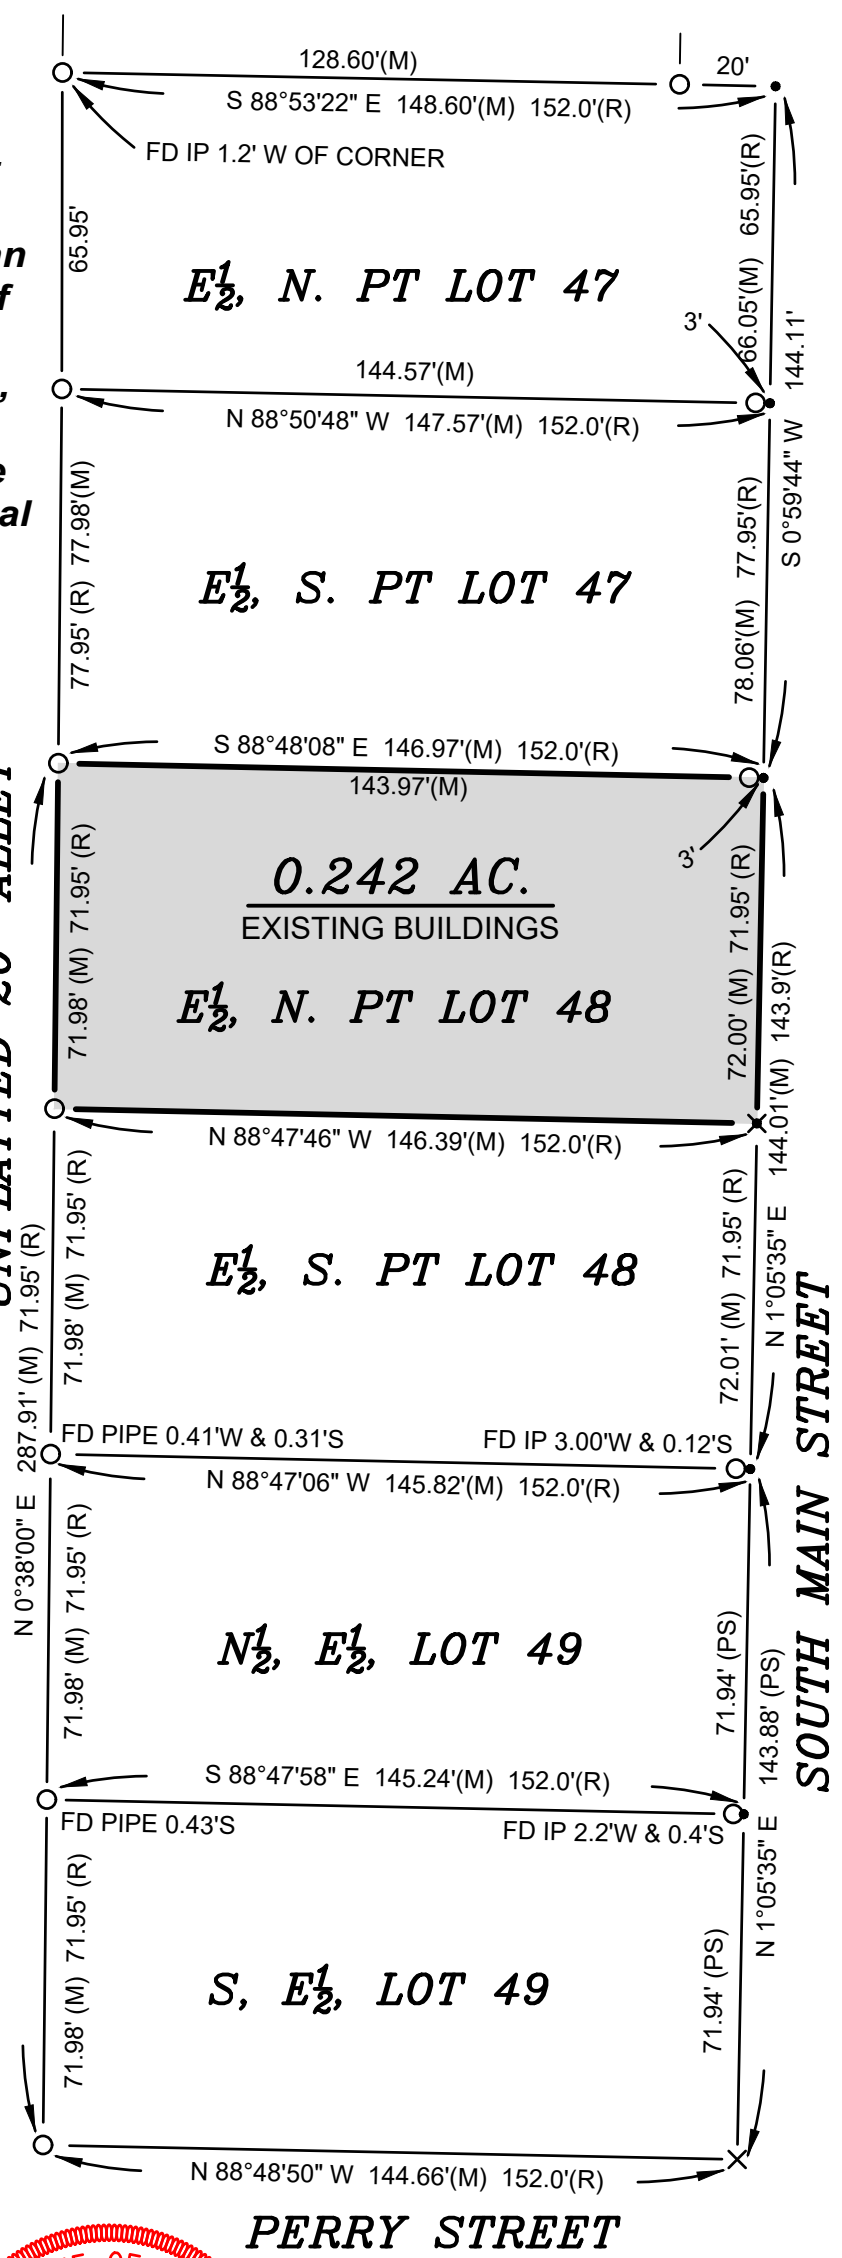 128.60'(M)
20'
S 88°53'22" E 148.60'(M) 152.0'(R)
FD IP 1.2' W OF CORNER
65.95'
66.05'(M) 65.95'(R)
E½, N. PT LOT 47
3'
144.11'
S 0°59'44" W
144.57'(M)
N 88°50'48" W 147.57'(M) 152.0'(R)
77.95' (R) 77.98'(M)
78.06'(M) 77.95'(R)
E½, S. PT LOT 47
S 88°48'08" E 146.97'(M) 152.0'(R)
143.97'(M)
3'
0.242 AC.
EXISTING BUILDINGS
71.98' (M) 71.95' (R)
72.00' (M) 71.95' (R)
E½, N. PT LOT 48
N 1°05'35" E 144.01'(M) 143.9'(R)
N 88°47'46" W 146.39'(M) 152.0'(R)
71.98' (M) 71.95' (R)
72.01' (M) 71.95' (R)
E½, S. PT LOT 48
N 0°38'00" E 287.91' (M) 71.95' (R)
FD PIPE 0.41'W & 0.31'S
FD IP 3.00'W & 0.12'S
N 88°47'06" W 145.82'(M) 152.0'(R)
SOUTH MAIN STREET
71.98' (M) 71.95' (R)
71.94' (PS)
N½, E½, LOT 49
N 1°05'35" E 143.88' (PS)
S 88°47'58" E 145.24'(M) 152.0'(R)
FD PIPE 0.43'S
FD IP 2.2'W & 0.4'S
71.98' (M) 71.95' (R)
71.94' (PS)
S, E½, LOT 49
N 88°48'50" W 144.66'(M) 152.0'(R)
PERRY STREET